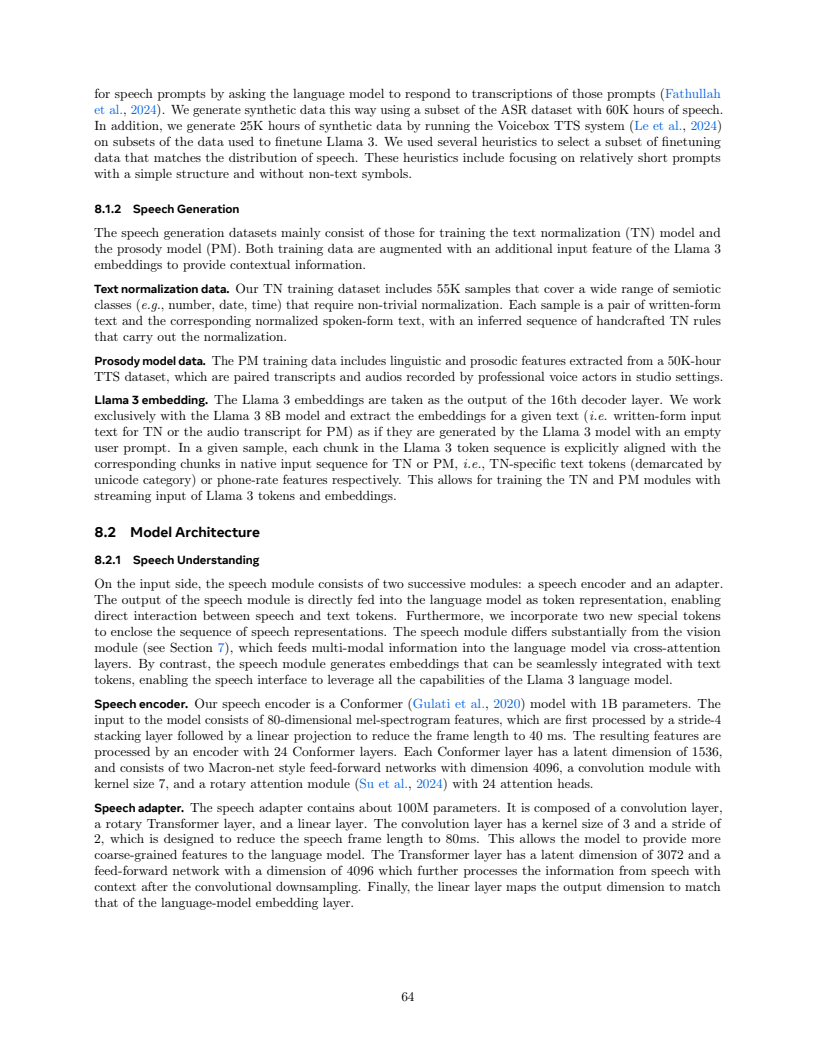 for speech prompts by asking the language model to respond to transcriptions of those prompts (Fathullah
et al., 2024). We generate synthetic data this way using a subset of the ASR dataset with 60K hours of speech.
In addition, we generate 25K hours of synthetic data by running the Voicebox TTS system (Le et al., 2024)
on subsets of the data used to finetune Llama 3. We used several heuristics to select a subset of finetuning
data that matches the distribution of speech. These heuristics include focusing on relatively short prompts
with a simple structure and without non-text symbols.
8.1.2 Speech Generation
The speech generation datasets mainly consist of those for training the text normalization (TN) model and
the prosody model (PM). Both training data are augmented with an additional input feature of the Llama 3
embeddings to provide contextual information.
Text normalization data. Our TN training dataset includes 55K samples that cover a wide range of semiotic
classes (e.g., number, date, time) that require non-trivial normalization. Each sample is a pair of written-form
text and the corresponding normalized spoken-form text, with an inferred sequence of handcrafted TN rules
that carry out the normalization.
Prosody model data. The PM training data includes linguistic and prosodic features extracted from a 50K-hour
TTS dataset, which are paired transcripts and audios recorded by professional voice actors in studio settings.
Llama 3 embedding. The Llama 3 embeddings are taken as the output of the 16th decoder layer. We work
exclusively with the Llama 3 8B model and extract the embeddings for a given text (i.e. written-form input
text for TN or the audio transcript for PM) as if they are generated by the Llama 3 model with an empty
user prompt. In a given sample, each chunk in the Llama 3 token sequence is explicitly aligned with the
corresponding chunks in native input sequence for TN or PM, i.e., TN-specific text tokens (demarcated by
unicode category) or phone-rate features respectively. This allows for training the TN and PM modules with
streaming input of Llama 3 tokens and embeddings.
8.2 Model Architecture
8.2.1 Speech Understanding
On the input side, the speech module consists of two successive modules: a speech encoder and an adapter.
The output of the speech module is directly fed into the language model as token representation, enabling
direct interaction between speech and text tokens. Furthermore, we incorporate two new special tokens
to enclose the sequence of speech representations. The speech module differs substantially from the vision
module (see Section 7), which feeds multi-modal information into the language model via cross-attention
layers. By contrast, the speech module generates embeddings that can be seamlessly integrated with text
tokens, enabling the speech interface to leverage all the capabilities of the Llama 3 language model.
Speech encoder. Our speech encoder is a Conformer (Gulati et al., 2020) model with 1B parameters. The
input to the model consists of 80-dimensional mel-spectrogram features, which are first processed by a stride-4
stacking layer followed by a linear projection to reduce the frame length to 40 ms. The resulting features are
processed by an encoder with 24 Conformer layers. Each Conformer layer has a latent dimension of 1536,
and consists of two Macron-net style feed-forward networks with dimension 4096, a convolution module with
kernel size 7, and a rotary attention module (Su et al., 2024) with 24 attention heads.
Speech adapter. The speech adapter contains about 100M parameters. It is composed of a convolution layer,
a rotary Transformer layer, and a linear layer. The convolution layer has a kernel size of 3 and a stride of
2, which is designed to reduce the speech frame length to 80ms. This allows the model to provide more
coarse-grained features to the language model. The Transformer layer has a latent dimension of 3072 and a
feed-forward network with a dimension of 4096 which further processes the information from speech with
context after the convolutional downsampling. Finally, the linear layer maps the output dimension to match
that of the language-model embedding layer.
64